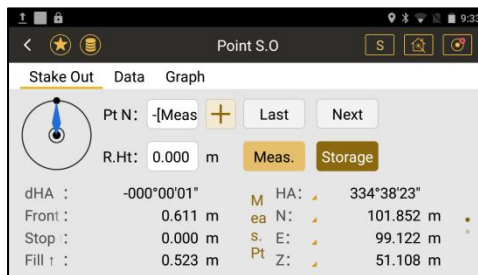 9:33
Point S.O
S
Stake Out Data Graph
Pt N: -[Meas + Last Next
R.Ht: 0.000 m Meas. Storage
dHA : -000°00'01" Meas. Pt HA: 334°38'23"
Front : 0.611 m N: 101.852 m
Stop : 0.000 m E: 99.122 m
Fill ↑ : 0.523 m Z: 51.108 m